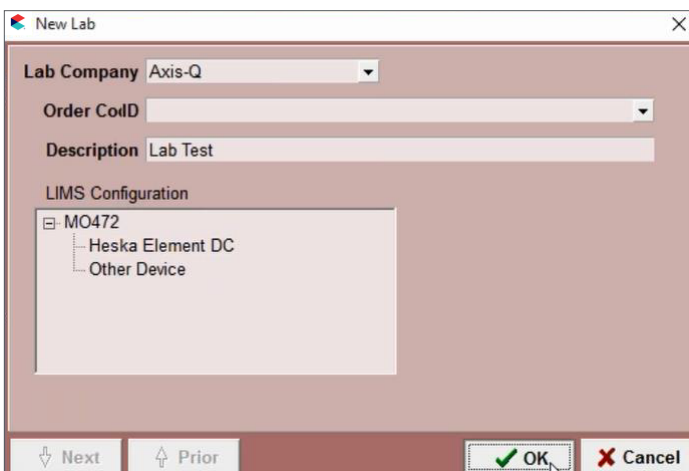 New Lab
Lab Company Axis-Q
Order CodID
Description Lab Test
LIMS Configuration
MO472
Heska Element DC
Other Device
Next Prior OK Cancel